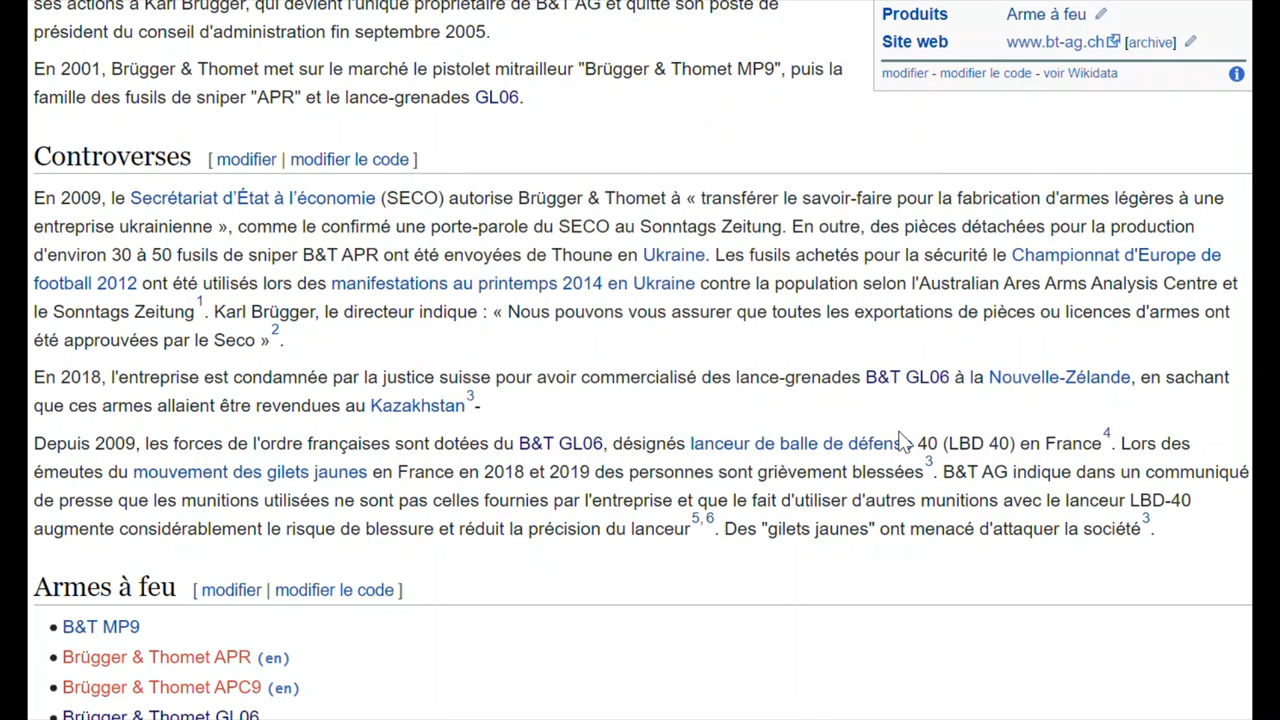 ses actions à Karl Brügger, qui devient l'unique propriétaire de B&T AG et quitte son poste de
président du conseil d'administration fin septembre 2005.
En 2001, Brügger & Thomet met sur le marché le pistolet mitrailleur "Brügger & Thomet MP9", puis la
famille des fusils de sniper "APR" et le lance-grenades GL06.
Produits Arme à feu
Site web www.bt-ag.ch [archive]
modifier - modifier le code - voir Wikidata
Controverses [ modifier | modifier le code ]
En 2009, le Secrétariat d'État à l'économie (SECO) autorise Brügger & Thomet à « transférer le savoir-faire pour la fabrication d'armes légères à une
entreprise ukrainienne », comme le confirmé une porte-parole du SECO au Sonntags Zeitung. En outre, des pièces détachées pour la production
d'environ 30 à 50 fusils de sniper B&T APR ont été envoyées de Thoune en Ukraine. Les fusils achetés pour la sécurité le Championnat d'Europe de
football 2012 ont été utilisés lors des manifestations au printemps 2014 en Ukraine contre la population selon l'Australian Ares Arms Analysis Centre et
le Sonntags Zeitung 1. Karl Brügger, le directeur indique : « Nous pouvons vous assurer que toutes les exportations de pièces ou licences d'armes ont
été approuvées par le Seco » 2.
En 2018, l'entreprise est condamnée par la justice suisse pour avoir commercialisé des lance-grenades B&T GL06 à la Nouvelle-Zélande, en sachant
que ces armes allaient être revendues au Kazakhstan 3-
Depuis 2009, les forces de l'ordre françaises sont dotées du B&T GL06, désignés lanceur de balle de défense 40 (LBD 40) en France 4. Lors des
émeutes du mouvement des gilets jaunes en France en 2018 et 2019 des personnes sont grièvement blessées 3. B&T AG indique dans un communiqué
de presse que les munitions utilisées ne sont pas celles fournies par l'entreprise et que le fait d'utiliser d'autres munitions avec le lanceur LBD-40
augmente considérablement le risque de blessure et réduit la précision du lanceur 5, 6. Des "gilets jaunes" ont menacé d'attaquer la société 3.
Armes à feu [ modifier | modifier le code ]
• B&T MP9
• Brügger & Thomet APR (en)
• Brügger & Thomet APC9 (en)
Brügger & Thomet GL06